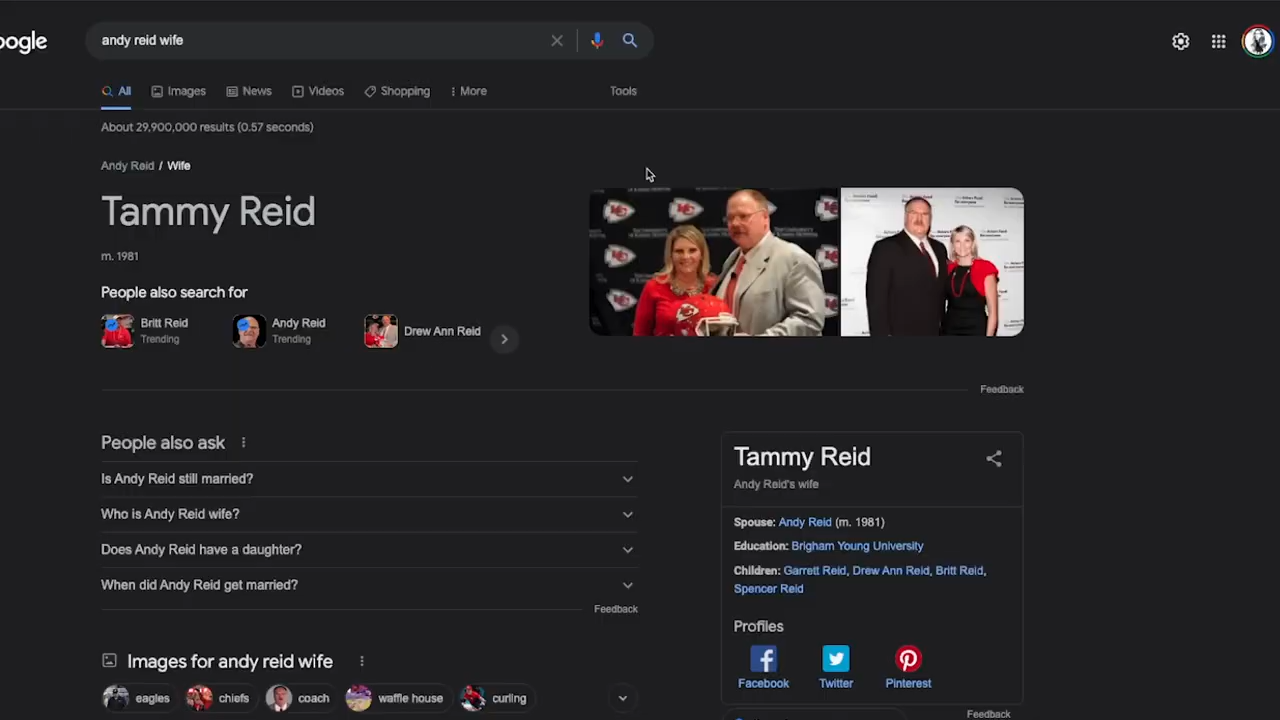 oogle
andy reid wife
All Images News Videos Shopping More Tools
About 29,900,000 results (0.57 seconds)
Andy Reid / Wife
Tammy Reid
m. 1981
People also search for
Britt Reid
Trending
Andy Reid
Trending
Drew Ann Reid
Feedback
People also ask
Is Andy Reid still married?
Who is Andy Reid wife?
Does Andy Reid have a daughter?
When did Andy Reid get married?
Feedback
Tammy Reid
Andy Reid's wife
Spouse: Andy Reid (m. 1981)
Education: Brigham Young University
Children: Garrett Reid, Drew Ann Reid, Britt Reid,
Spencer Reid
Profiles
Facebook Twitter Pinterest
Images for andy reid wife
eagles chiefs coach waffle house curling
Feedback